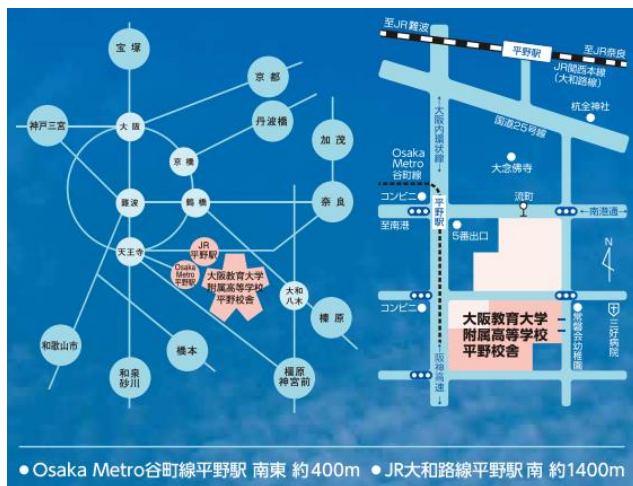 宝塚
京都
神戸三宮
大阪
丹波橋
加茂
京橋
難波
鶴橋
奈良
天王寺
JR
平野駅
Osaka
Metro
平野駅
大阪教育大学
附属高等学校
平野校舎
大和
八木
榛原
和歌山市
橋本
和泉
砂川
橿原
神宮前
至JR難波
平野駅
至JR奈良
JR関西本線
(大和路線)
杭全神社
←大阪内環状線→
国道25号線
大念佛寺
Osaka
Metro
谷町線
コンビニ
平野駅
流町
至南港
←南港通→
5番出口
N
コンビニ
大阪教育大学
附属高等学校
平野校舎
常磐会幼稚園
三好病院
←阪神高速→
●Osaka Metro谷町線平野駅 南東 約400m ●JR大和路線平野駅 南 約1400m